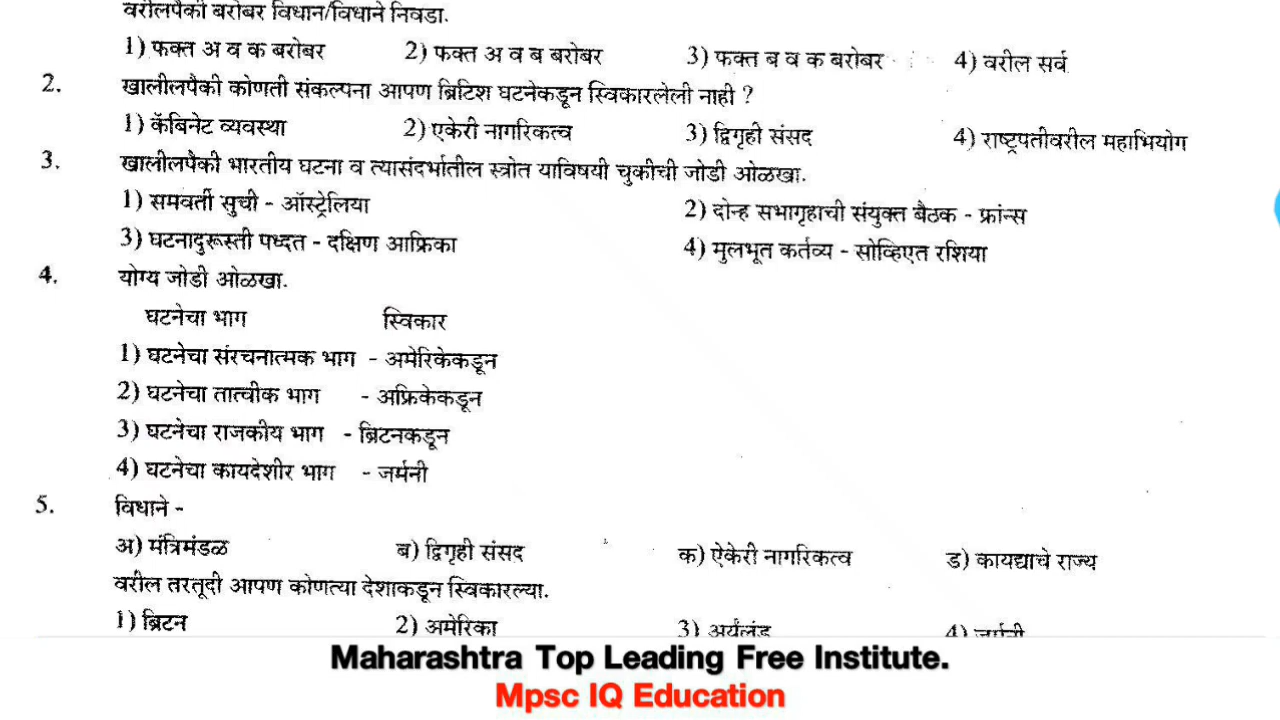 वरीलपैकी बरोबर विधान/विधाने निवडा.
1) फक्त अ व क बरोबर 2) फक्त अ व ब बरोबर 3) फक्त ब व क बरोबर 4) वरील सर्व
2. खालीलपैकी कोणती संकल्पना आपण ब्रिटिश घटनेकडून स्विकारलेली नाही ?
1) कॅबिनेट व्यवस्था 2) एकेरी नागरिकत्व 3) द्विगृही संसद 4) राष्ट्रपतीवरील महाभियोग
3. खालीलपैकी भारतीय घटना व त्यासंदर्भातील स्त्रोत याविषयी चुकीची जोडी ओळखा.
1) समवर्ती सुची - ऑस्ट्रेलिया 2) दोन्ह सभागृहाची संयुक्त बैठक - फ्रांन्स
3) घटनादुरूस्ती पध्दत - दक्षिण आफ्रिका 4) मुलभूत कर्तव्य - सोव्हिएत रशिया
4. योग्य जोडी ओळखा.
घटनेचा भाग स्विकार
1) घटनेचा संरचनात्मक भाग - अमेरिकेकडून
2) घटनेचा तात्वीक भाग - अफ्रिकेकडून
3) घटनेचा राजकीय भाग - ब्रिटनकडून
4) घटनेचा कायदेशीर भाग - जर्मनी
5. विधाने -
अ) मंत्रिमंडळ ब) द्विगृही संसद क) ऐकेरी नागरिकत्व ड) कायद्याचे राज्य
वरील तरतूदी आपण कोणत्या देशाकडून स्विकारल्या.
1) ब्रिटन 2) अमेरिका 3) अर्यंलंड 4) जर्मनी
Maharashtra Top Leading Free Institute.
Mpsc IQ Education